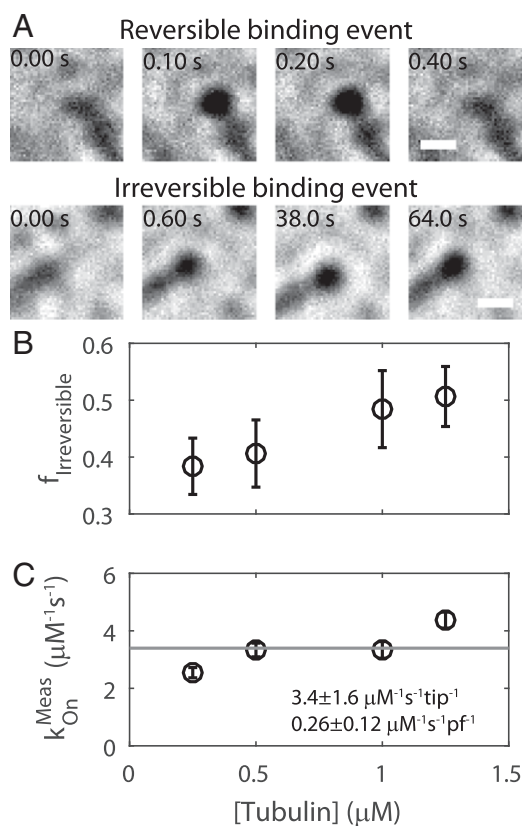 A
Reversible binding event
0.00 s 0.10 s 0.20 s 0.40 s
Irreversible binding event
0.00 s 0.60 s 38.0 s 64.0 s
B
f_Irreversible
0.6
0.5
0.4
0.3
C
k_On^Meas (μM⁻¹s⁻¹)
6
4
2
0
3.4±1.6 μM⁻¹s⁻¹tip⁻¹
0.26±0.12 μM⁻¹s⁻¹pf⁻¹
0 0.5 1 1.5
[Tubulin] (μM)